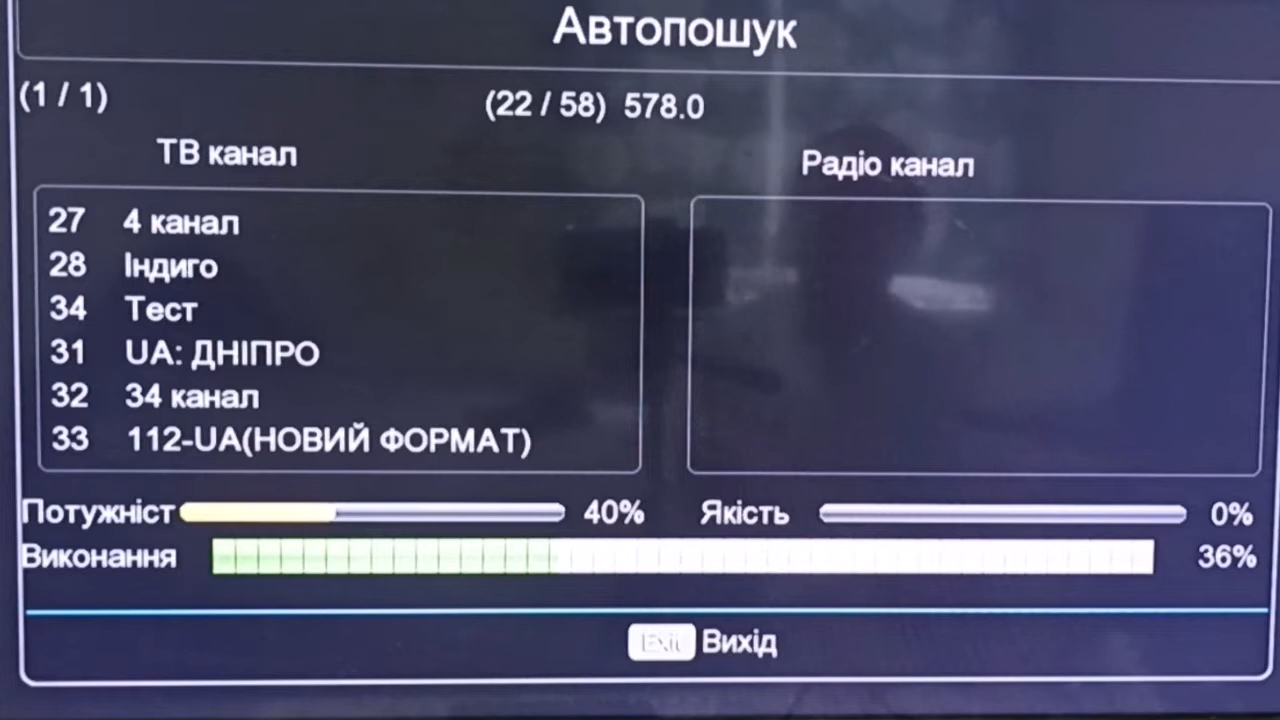 Автопошук
(1 / 1) (22 / 58) 578.0
ТВ канал Радіо канал
27 4 канал
28 Індиго
34 Тест
31 UA: ДНІПРО
32 34 канал
33 112-UA(НОВИЙ ФОРМАТ)
Потужніст 40% Якість 0%
Виконання 36%
EXIT Вихід